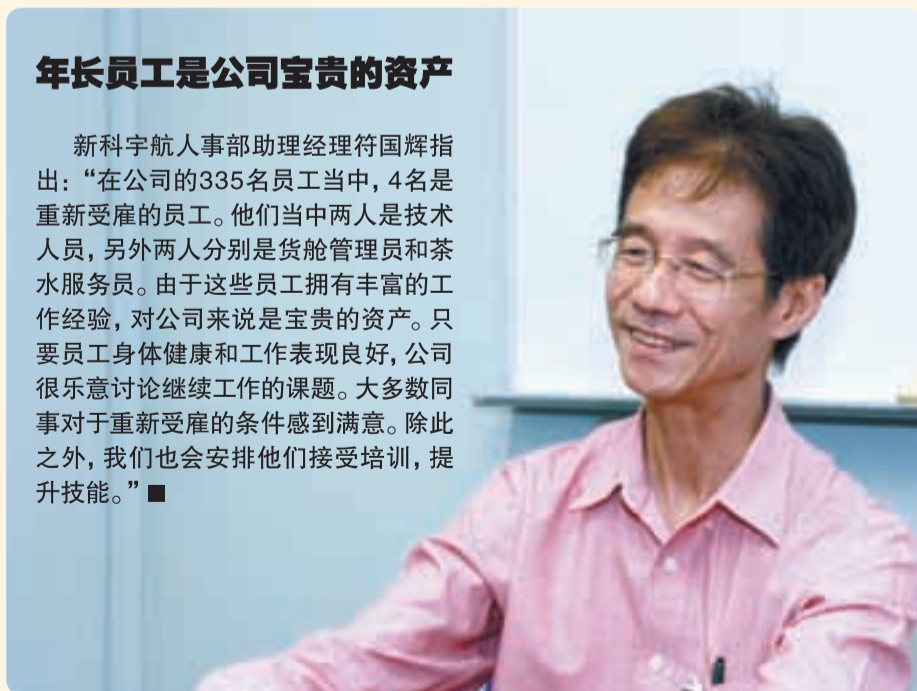 年长员工是公司宝贵的资产
新科宇航人事部助理经理符国辉指
出：“在公司的335名员工当中，4名是
重新受雇的员工。他们当中两人是技术
人员，另外两人分别是货舱管理员和茶
水服务员。由于这些员工拥有丰富的工
作经验，对公司来说是宝贵的资产。只
要员工身体健康和工作表现良好，公司
很乐意讨论继续工作的课题。大多数同
事对于重新受雇的条件感到满意。除此
之外，我们也会安排他们接受培训，提
升技能。”■